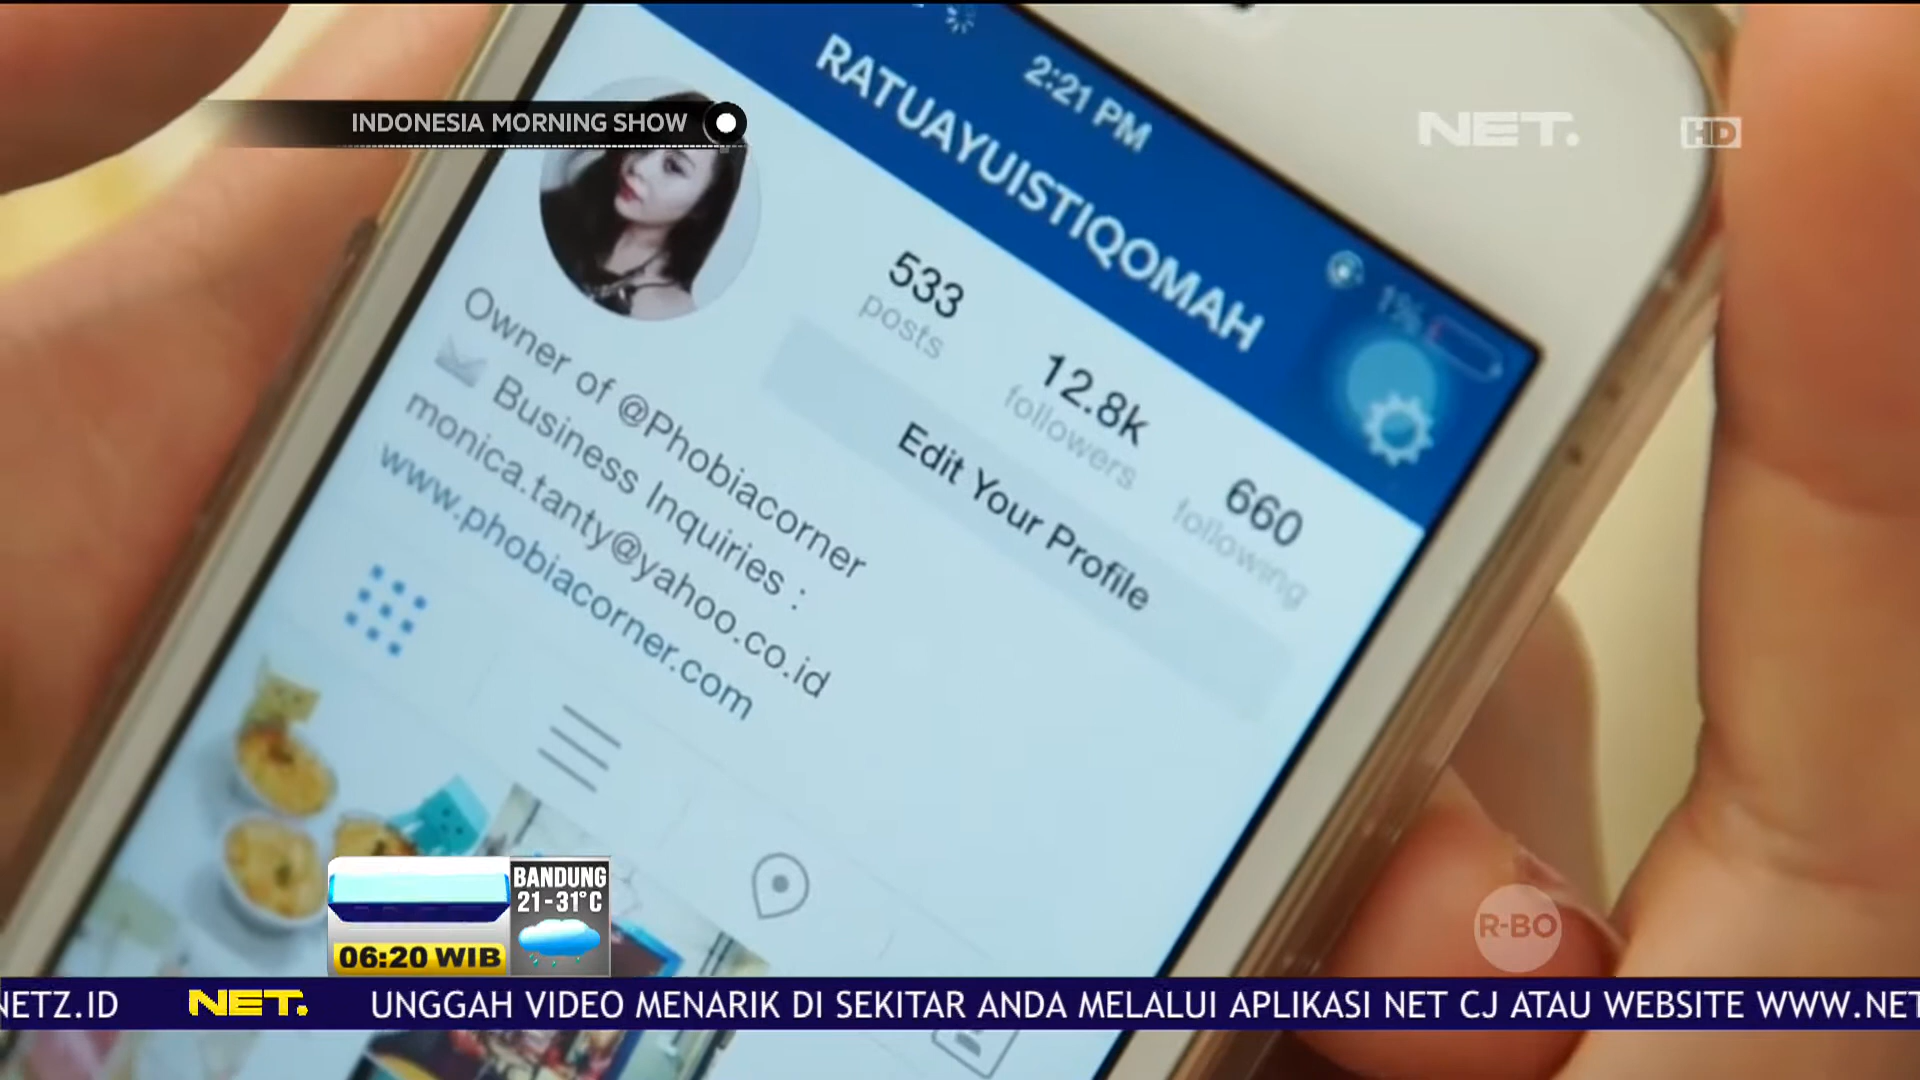 INDONESIA MORNING SHOW
NET.
HD
2:21 PM
1%
RATUAYUISTIQOMAH
533
posts
12.8k
followers
660
following
Edit Your Profile
Owner of @Phobiacorner
Business Inquiries :
monica.tanty@yahoo.co.id
www.phobiacorner.com
BANDUNG
21-31°C
06:20 WIB
R-BO
NETZ.ID NET. UNGGAH VIDEO MENARIK DI SEKITAR ANDA MELALUI APLIKASI NET CJ ATAU WEBSITE WWW.NET